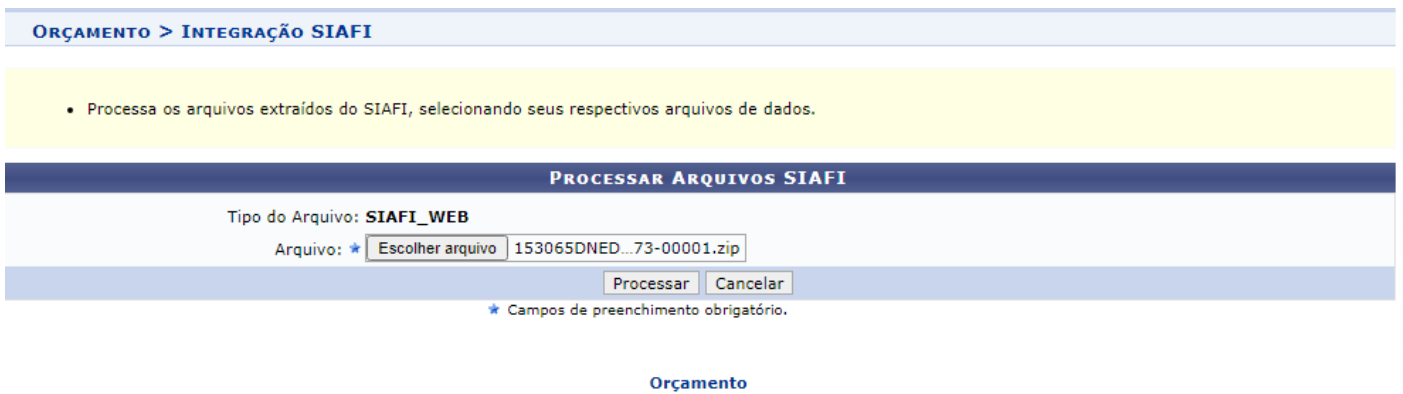 Orçamento > Integração SIAFI
• Processa os arquivos extraídos do SIAFI, selecionando seus respectivos arquivos de dados.
Processar Arquivos SIAFI
Tipo do Arquivo: SIAFI_WEB
Arquivo: ★ Escolher arquivo 153065DNED...73-00001.zip
Processar Cancelar
★ Campos de preenchimento obrigatório.
Orçamento